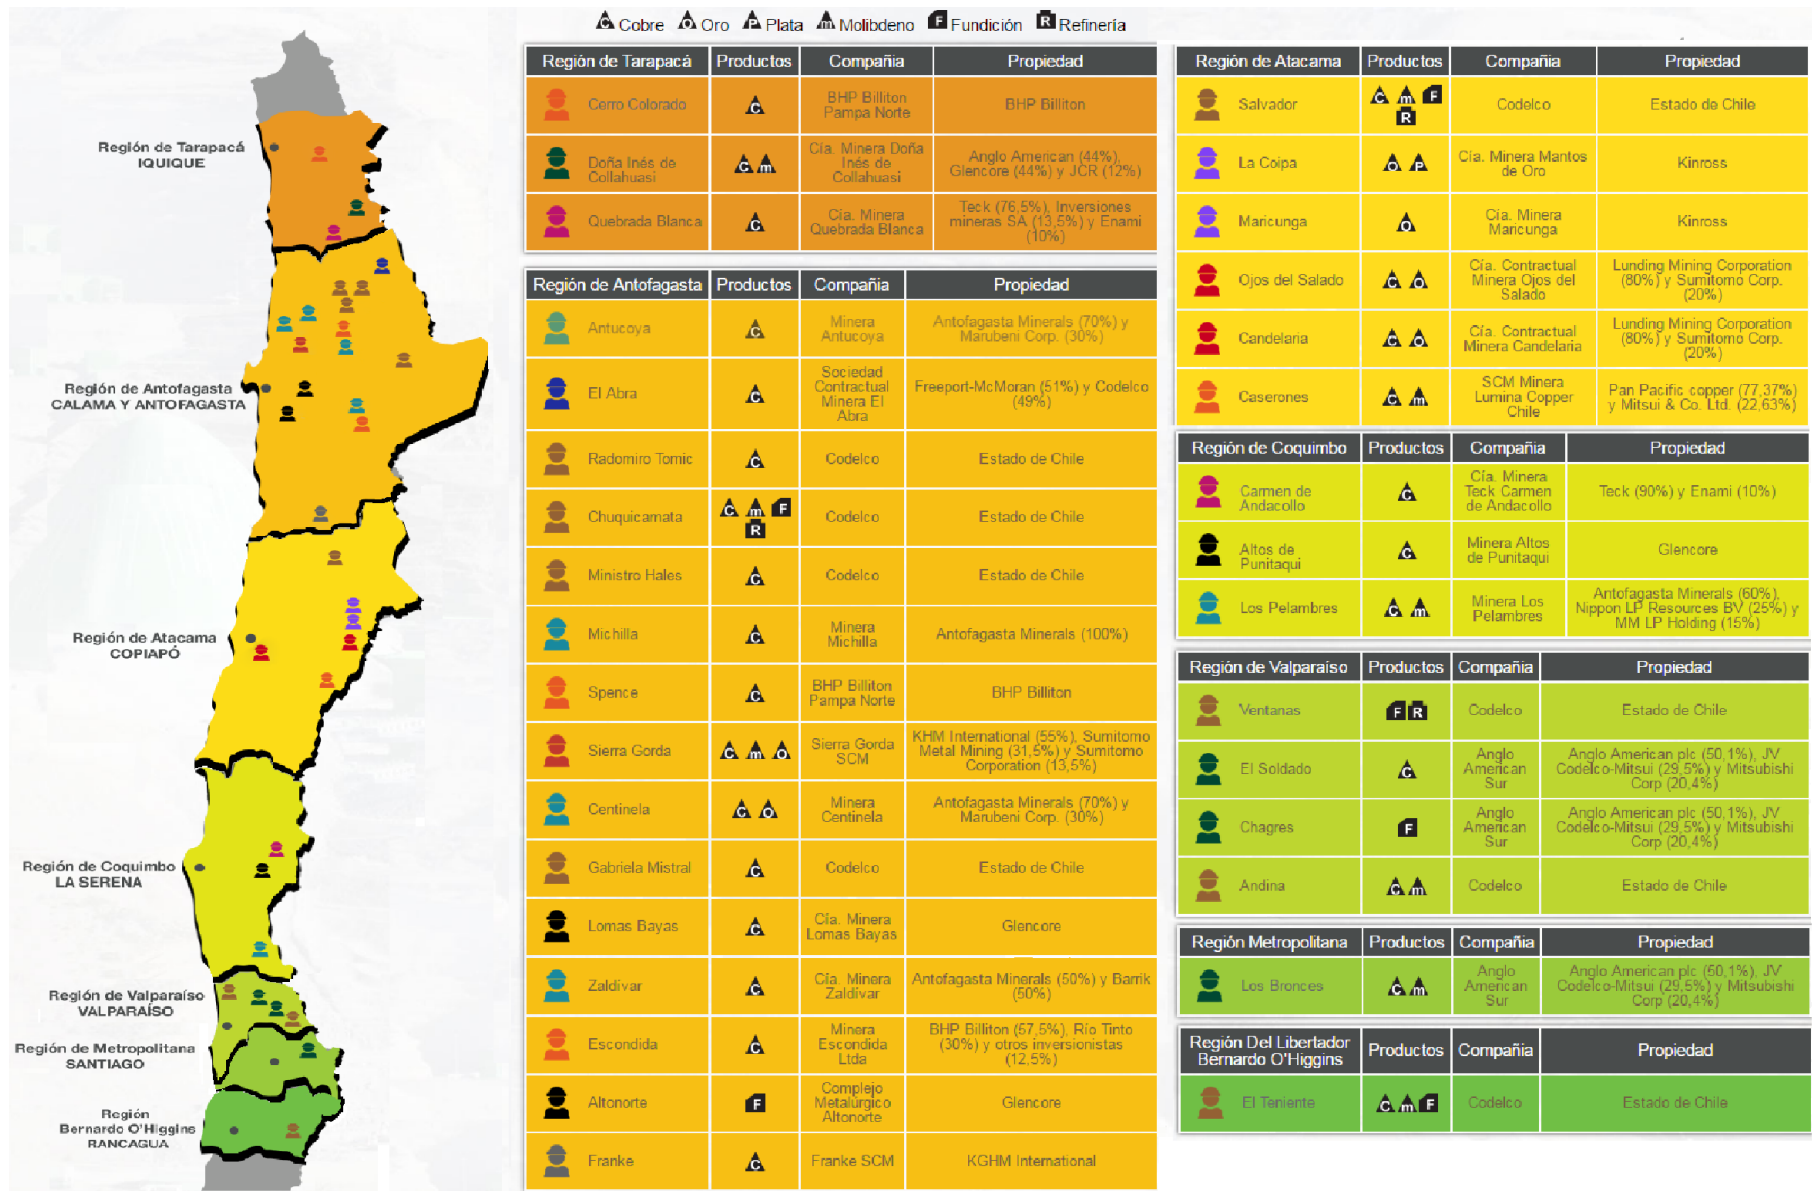 Cobre Oro Plata Molibdeno Fundición Refinería
Región de Tarapacá
IQUIQUE
Región de Antofagasta
CALAMA Y ANTOFAGASTA
Región de Atacama
COPIAPÓ
Región de Coquimbo
LA SERENA
Región de Valparaíso
VALPARAÍSO
Región de Metropolitana
SANTIAGO
Región
Bernardo O'Higgins
RANCAGUA
Región de Tarapacá Productos Compañia Propiedad
Cerro Colorado C BHP Billiton
Pampa Norte BHP Billiton
Doña Inés de
Collahuasi C m Cía. Minera Doña
Inés de
Collahuasi Anglo American (44%),
Glencore (44%) y JCR (12%)
Quebrada Blanca C Cía. Minera
Quebrada Blanca Teck (76,5%), Inversiones
mineras SA (13,5%) y Enami
(10%)
Región de Antofagasta Productos Compañia Propiedad
Antucoya C Minera
Antucoya Antofagasta Minerals (70%) y
Marubeni Corp. (30%)
El Abra C Sociedad
Contractual
Minera El
Abra Freeport-McMoran (51%) y Codelco
(49%)
Radomiro Tomic C Codelco Estado de Chile
Chuquicamata C m F
R Codelco Estado de Chile
Ministro Hales C Codelco Estado de Chile
Michilla C Minera
Michilla Antofagasta Minerals (100%)
Spence C BHP Billiton
Pampa Norte BHP Billiton
Sierra Gorda C m O Sierra Gorda
SCM KHM International (55%), Sumitomo
Metal Mining (31,5%) y Sumitomo
Corporation (13,5%)
Centinela C O Minera
Centinela Antofagasta Minerals (70%) y
Marubeni Corp. (30%)
Gabriela Mistral C Codelco Estado de Chile
Lomas Bayas C Cía. Minera
Lomas Bayas Glencore
Zaldívar C Cía. Minera
Zaldívar Antofagasta Minerals (50%) y Barrik
(50%)
Escondida C Minera
Escondida
Ltda BHP Billiton (57,5%), Río Tinto
(30%) y otros inversionistas
(12,5%)
Altonorte F Complejo
Metalúrgico
Altonorte Glencore
Franke C Franke SCM KGHM International
Región de Atacama Productos Compañia Propiedad
Salvador C m F
R Codelco Estado de Chile
La Coipa O P Cía. Minera Mantos
de Oro Kinross
Maricunga O Cía. Minera
Maricunga Kinross
Ojos del Salado C O Cía. Contractual
Minera Ojos del
Salado Lunding Mining Corporation
(80%) y Sumitomo Corp.
(20%)
Candelaria C O Cía. Contractual
Minera Candelaria Lunding Mining Corporation
(80%) y Sumitomo Corp.
(20%)
Caserones C m SCM Minera
Lumina Copper
Chile Pan Pacific copper (77,37%)
y Mitsui & Co. Ltd. (22,63%)
Región de Coquimbo Productos Compañia Propiedad
Carmen de
Andacollo C Cía. Minera
Teck Carmen
de Andacollo Teck (90%) y Enami (10%)
Altos de
Punitaqui C Minera Altos
de Punitaqui Glencore
Los Pelambres C m Minera Los
Pelambres Antofagasta Minerals (60%),
Nippon LP Resources BV (25%) y
MM LP Holding (15%)
Región de Valparaíso Productos Compañia Propiedad
Ventanas F R Codelco Estado de Chile
El Soldado C Anglo
American
Sur Anglo American plc (50,1%), JV
Codelco-Mitsui (29,5%) y Mitsubishi
Corp (20,4%)
Chagres F Anglo
American
Sur Anglo American plc (50,1%), JV
Codelco-Mitsui (29,5%) y Mitsubishi
Corp (20,4%)
Andina C m Codelco Estado de Chile
Región Metropolitana Productos Compañia Propiedad
Los Bronces C m Anglo
American
Sur Anglo American plc (50,1%), JV
Codelco-Mitsui (29,5%) y Mitsubishi
Corp (20,4%)
Región Del Libertador
Bernardo O'Higgins Productos Compañia Propiedad
El Teniente C m F Codelco Estado de Chile